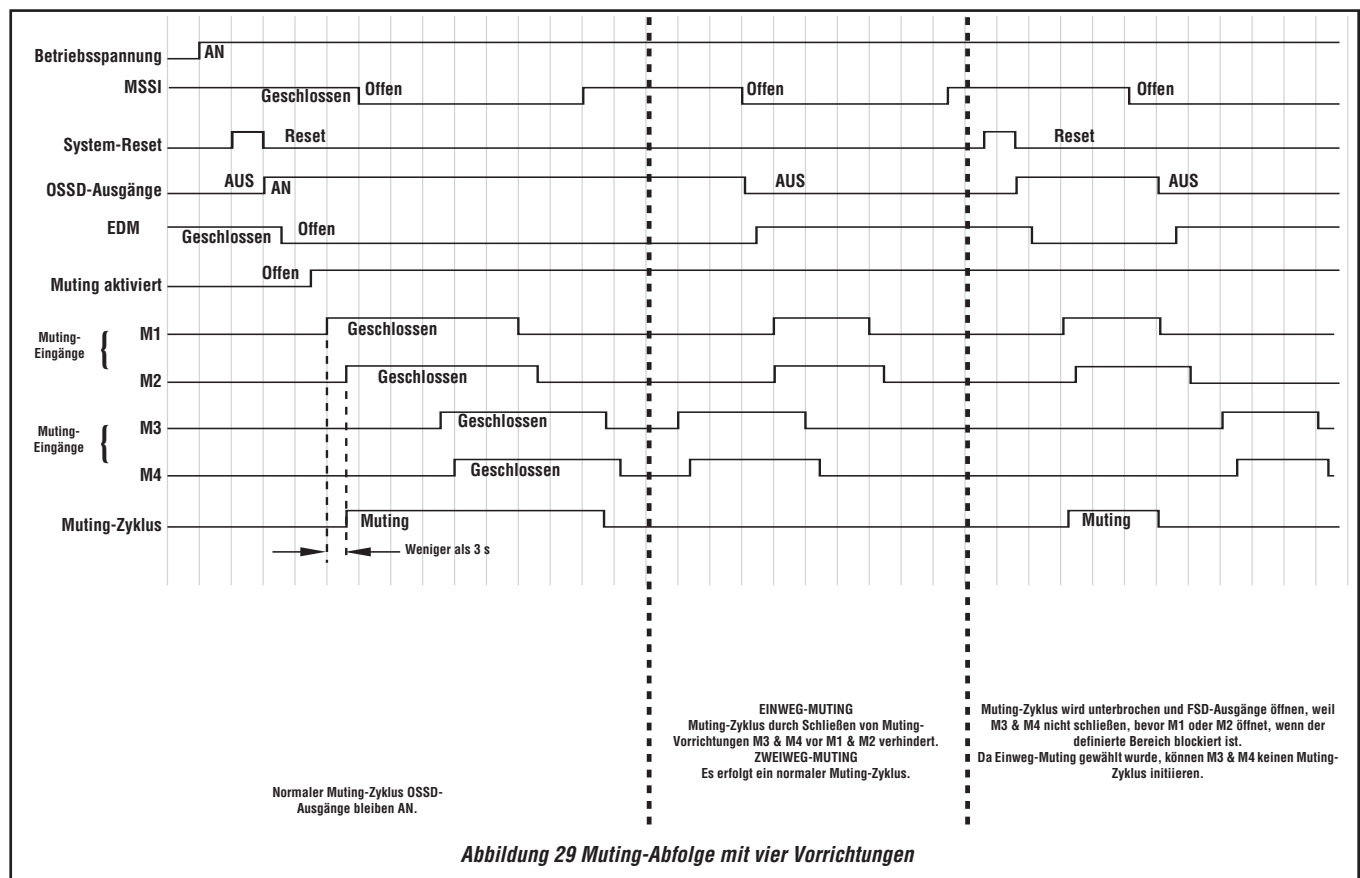 Betriebsspannung
AN
MSSI
Geschlossen
Offen
Offen
Offen
System-Reset
Reset
Reset
OSSD-Ausgänge
AUS
AN
AUS
AUS
EDM
Geschlossen
Offen
Muting aktiviert
Offen
Muting-
Eingänge
{
M1
Geschlossen
M2
Geschlossen
Muting-
Eingänge
{
M3
Geschlossen
M4
Geschlossen
Muting-Zyklus
Muting
Muting
Weniger als 3 s
Normaler Muting-Zyklus OSSD-
Ausgänge bleiben AN.
EINWEG-MUTING
Muting-Zyklus durch Schließen von Muting-
Vorrichtungen M3 & M4 vor M1 & M2 verhindert.
ZWEIWEG-MUTING
Es erfolgt ein normaler Muting-Zyklus.
Muting-Zyklus wird unterbrochen und FSD-Ausgänge öffnen, weil
M3 & M4 nicht schließen, bevor M1 oder M2 öffnet, wenn der
definierte Bereich blockiert ist.
Da Einweg-Muting gewählt wurde, können M3 & M4 keinen Muting-
Zyklus initiieren.
Abbildung 29 Muting-Abfolge mit vier Vorrichtungen